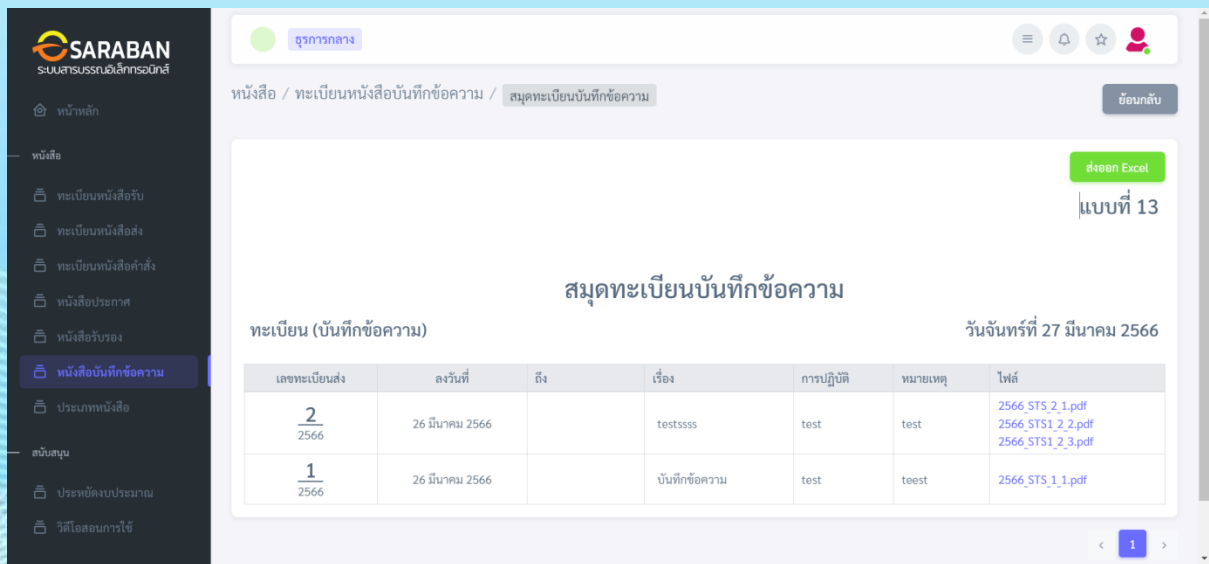 SARABAN
ระบบสารบรรณอิเล็กทรอนิกส์
หน้าหลัก
หนังสือ
ทะเบียนหนังสือรับ
ทะเบียนหนังสือส่ง
ทะเบียนหนังสือคำสั่ง
หนังสือประกาศ
หนังสือรับรอง
หนังสือบันทึกข้อความ
ประเภทหนังสือ
สนับสนุน
ประหยัดงบประมาณ
วิดีโอสอนการใช้
ธุรการกลาง
หนังสือ / ทะเบียนหนังสือบันทึกข้อความ / สมุดทะเบียนบันทึกข้อความ
ย้อนกลับ
ส่งออก Excel
แบบที่ 13
สมุดทะเบียนบันทึกข้อความ
ทะเบียน (บันทึกข้อความ) วันจันทร์ที่ 27 มีนาคม 2566
เลขทะเบียนส่ง ลงวันที่ ถึง เรื่อง การปฏิบัติ หมายเหตุ ไฟล์
2
2566
26 มีนาคม 2566 testssss test test
2566_STS_2_1.pdf
2566_STS1_2_2.pdf
2566_STS1_2_3.pdf
1
2566
26 มีนาคม 2566 บันทึกข้อความ test teest 2566_STS_1_1.pdf
< 1 >